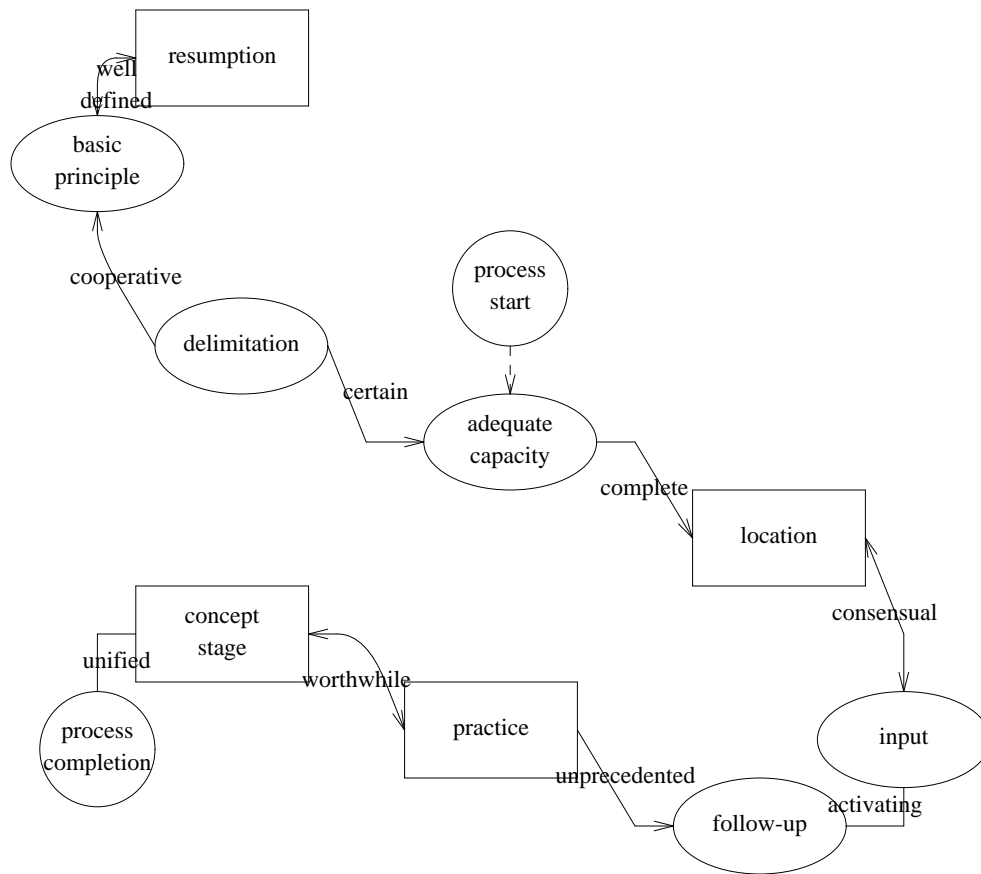 resumption
well
defined
basic
principle
cooperative
process
start
delimitation
certain
adequate
capacity
complete
location
consensual
concept
stage
unified
worthwhile
practice
process
completion
input
unprecedented
activating
follow-up